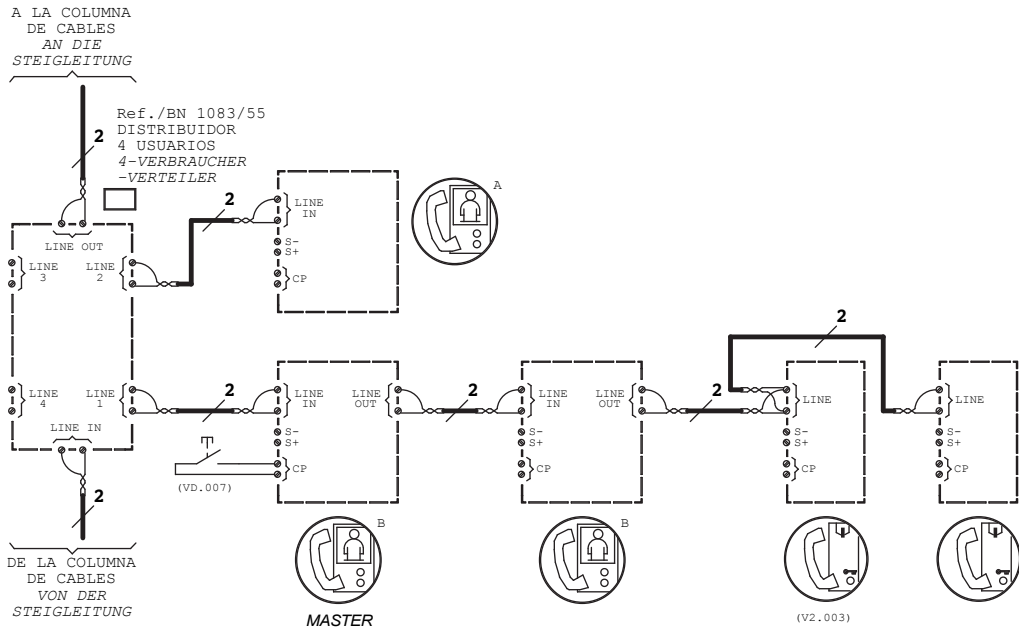 A LA COLUMNA
DE CABLES
AN DIE
STEIGLEITUNG
2
Ref./BN 1083/55
DISTRIBUIDOR
4 USUARIOS
4-VERBRAUCHER
-VERTEILER
LINE OUT
LINE
3
LINE
2
LINE
4
LINE
1
LINE IN
2
DE LA COLUMNA
DE CABLES
VON DER
STEIGLEITUNG
2
LINE
IN
S-
S+
CP
A
2
LINE
IN
LINE
OUT
S-
S+
CP
(VD.007)
B
MASTER
2
LINE
IN
LINE
OUT
S-
S+
CP
B
2
LINE
S-
S+
CP
(V2.003)
2
LINE
S-
S+
CP